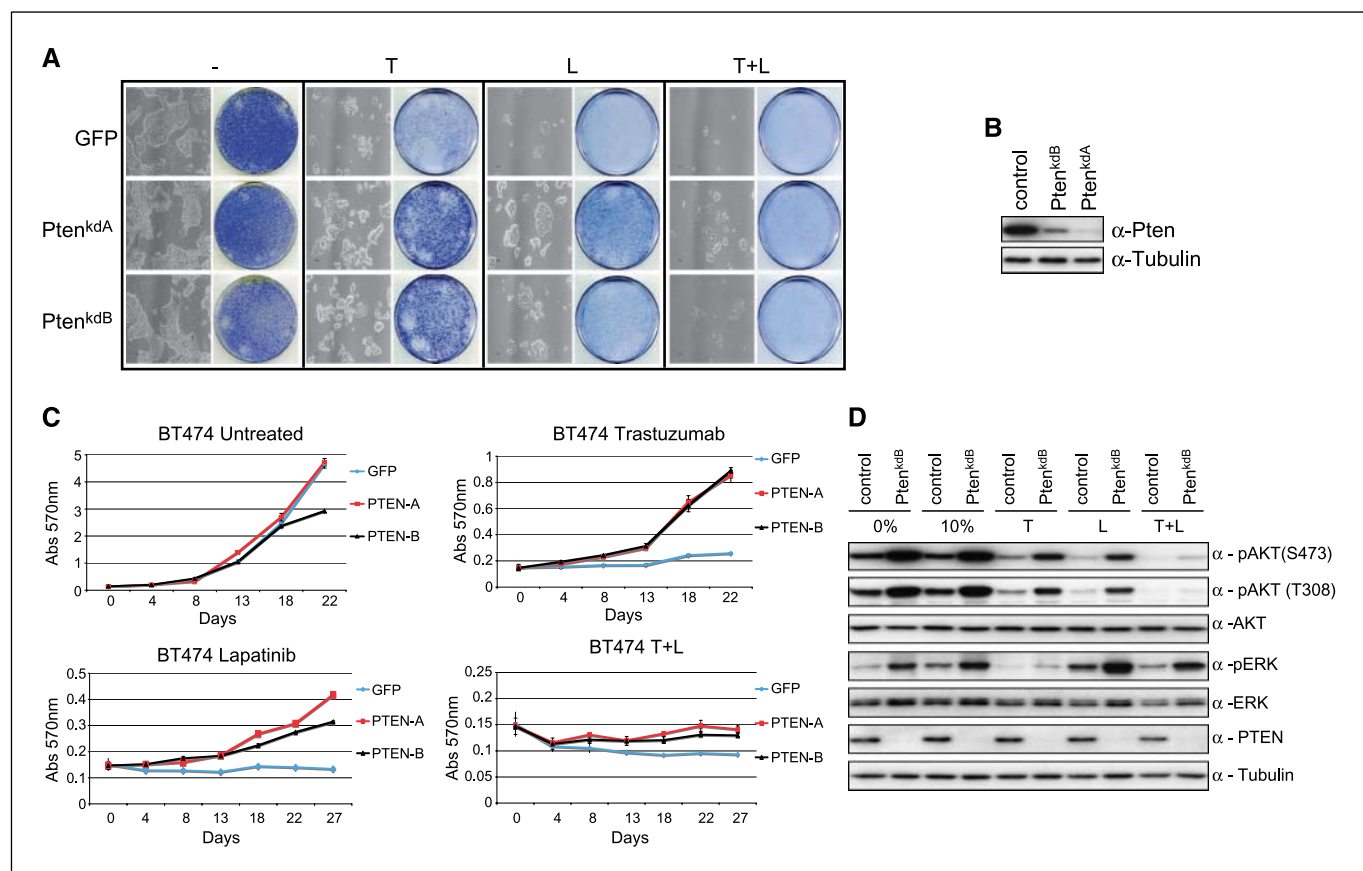 A
- T L T+L
GFP
Pten^kdA
Pten^kdB
B
control Pten^kdB Pten^kdA
α-Pten
α-Tubulin
C
BT474 Untreated
Abs 570nm
5
4
3
2
1
0
0 4 8 13 18 22
Days
GFP
PTEN-A
PTEN-B
BT474 Trastuzumab
Abs 570nm
1
0.8
0.6
0.4
0.2
0
0 4 8 13 18 22
Days
GFP
PTEN-A
PTEN-B
BT474 Lapatinib
Abs 570nm
0.5
0.4
0.3
0.2
0.1
0
0 4 8 13 18 22 27
Days
GFP
PTEN-A
PTEN-B
BT474 T+L
Abs 570nm
0.25
0.2
0.15
0.1
0.05
0
0 4 8 13 18 22 27
Days
GFP
PTEN-A
PTEN-B
D
control Pten^kdB control Pten^kdB control Pten^kdB control Pten^kdB control Pten^kdB
0% 10% T L T+L
α - pAKT(S473)
α - pAKT (T308)
α -AKT
α -pERK
α -ERK
α - PTEN
α - Tubulin